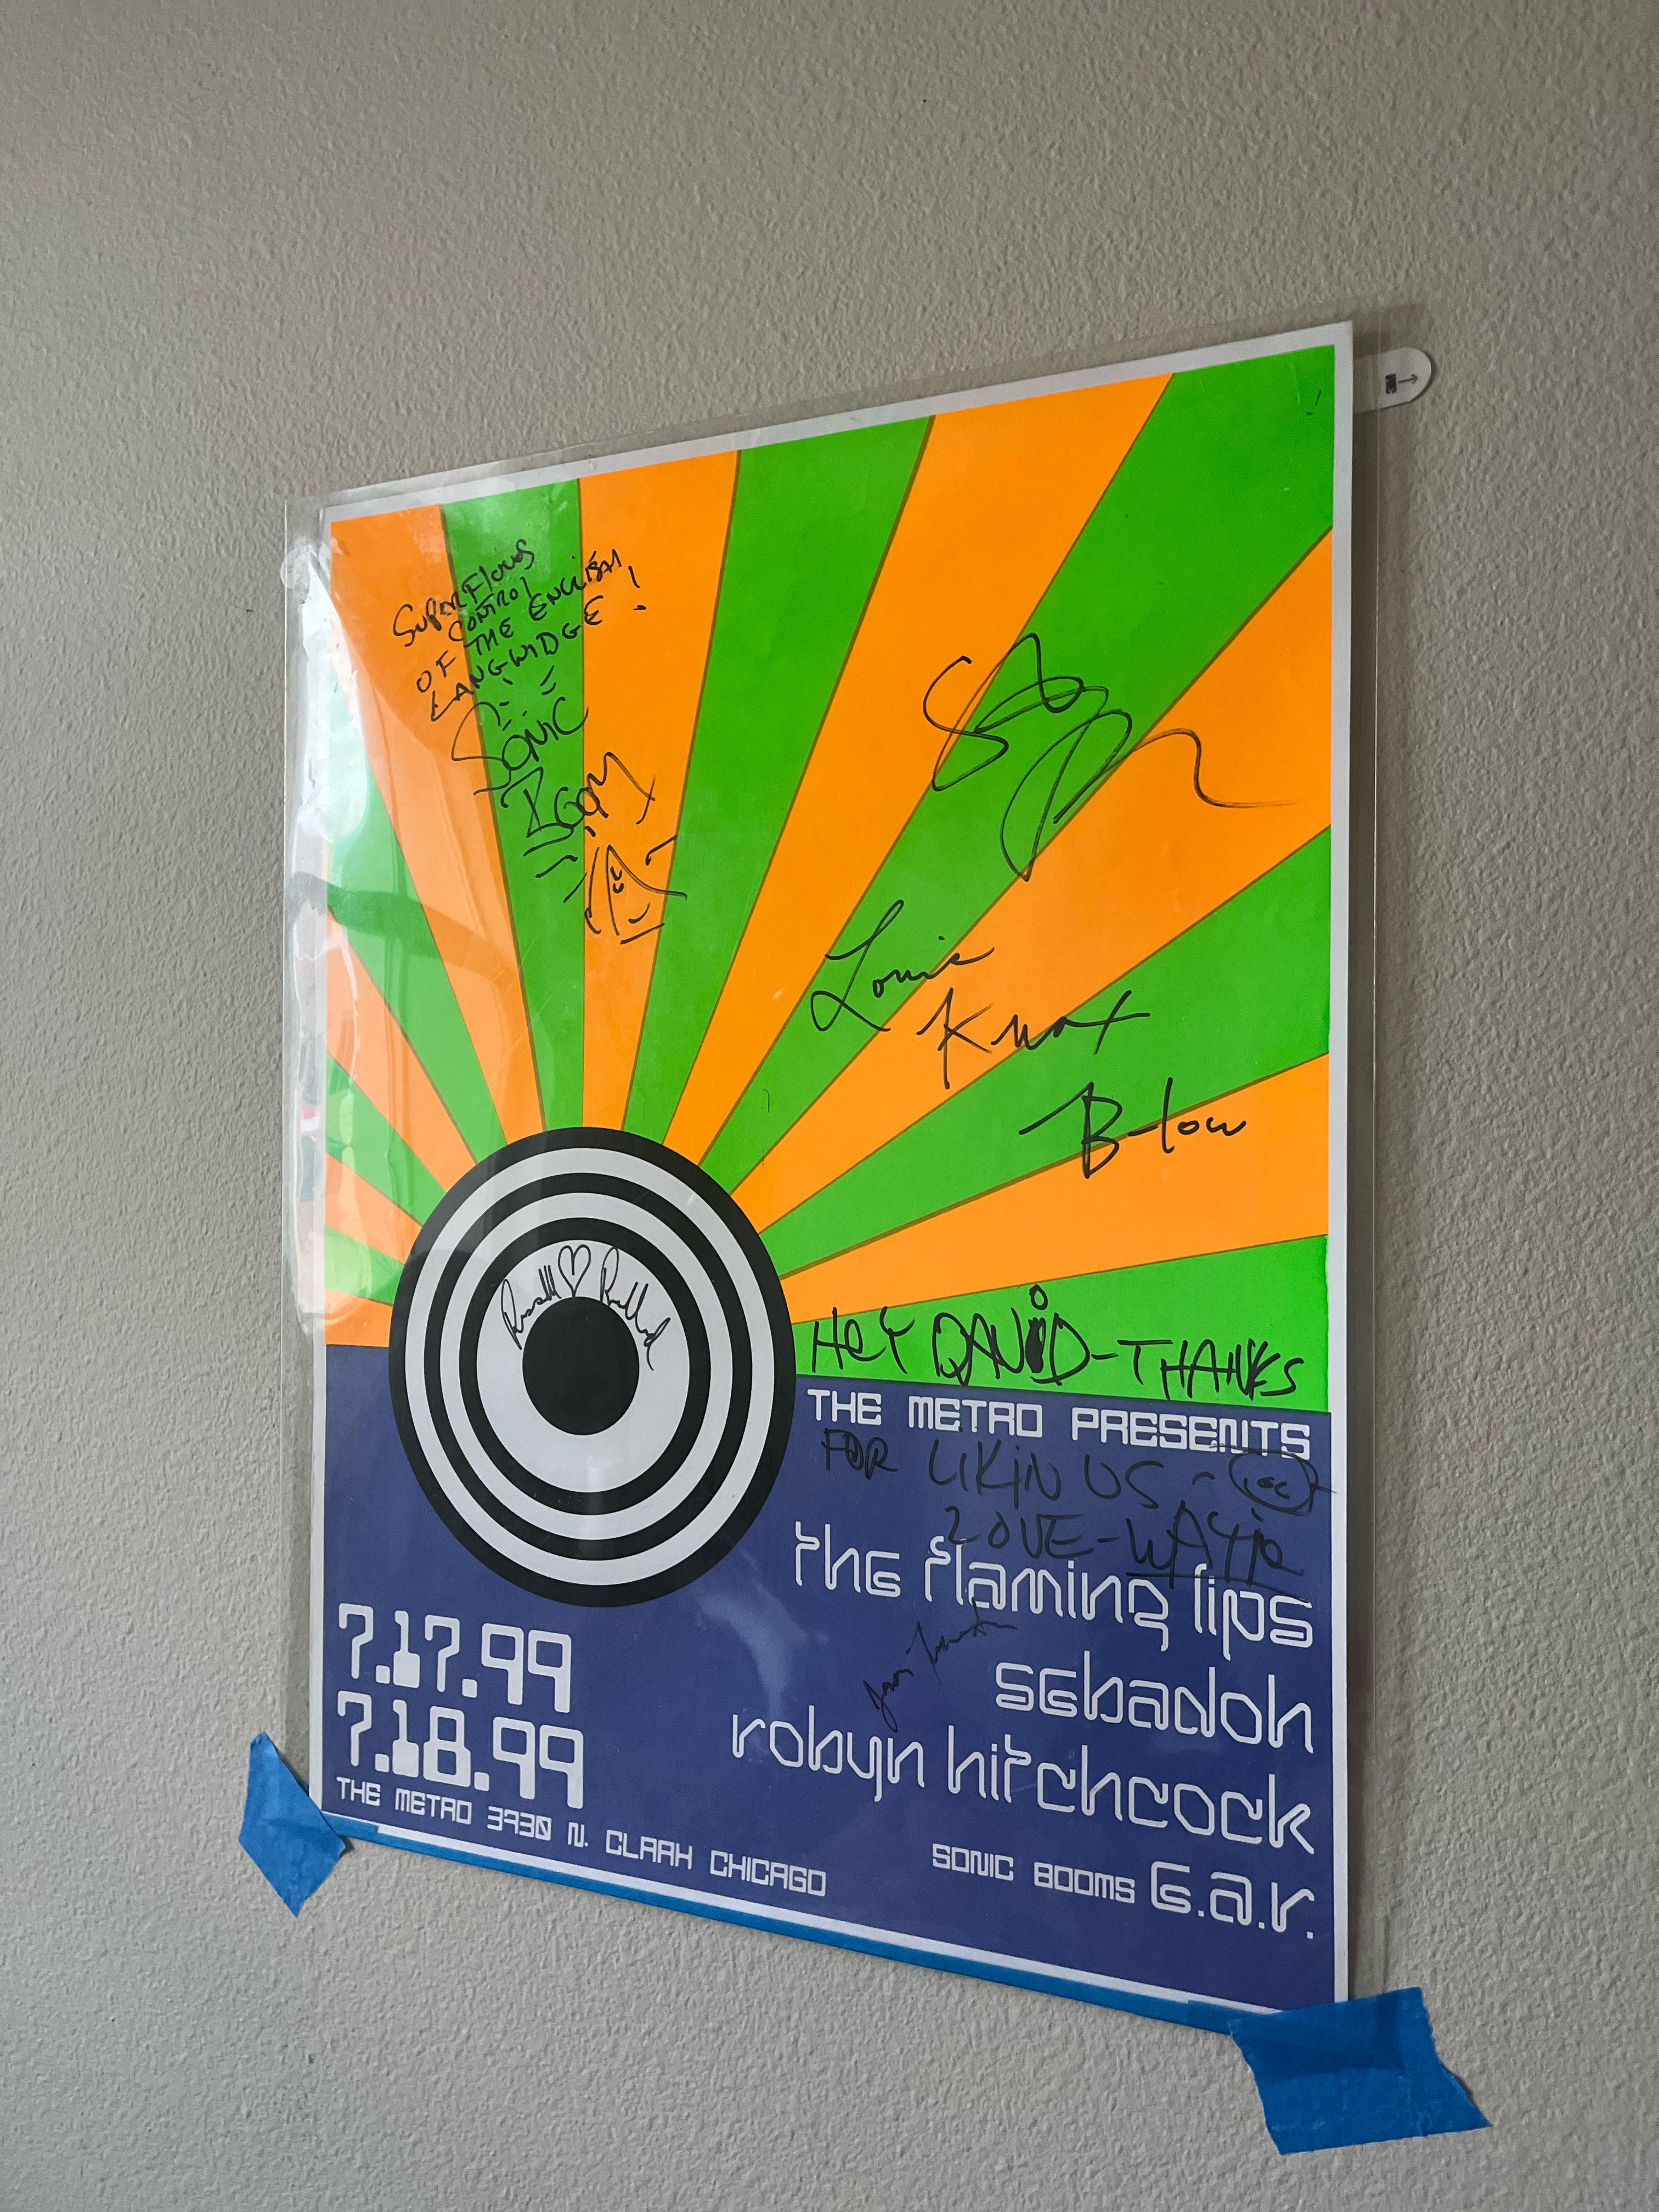 SUPERFLOUS
CONTROL
OF THE ENGLISH
LANGWIDGE!
SONIC
BOOM
Louie
Knox
B-low
Russell ♡
HEY DAVID-THANKS
THE METRO PRESENTS
FOR LIKIN US -
LOVE-WAYNE
the flaming lips
sebadoh
robyn hitchcock
SONIC BOOMS E.A.R.
7.17.99
7.18.99
THE METRO 3730 N. CLARK CHICAGO